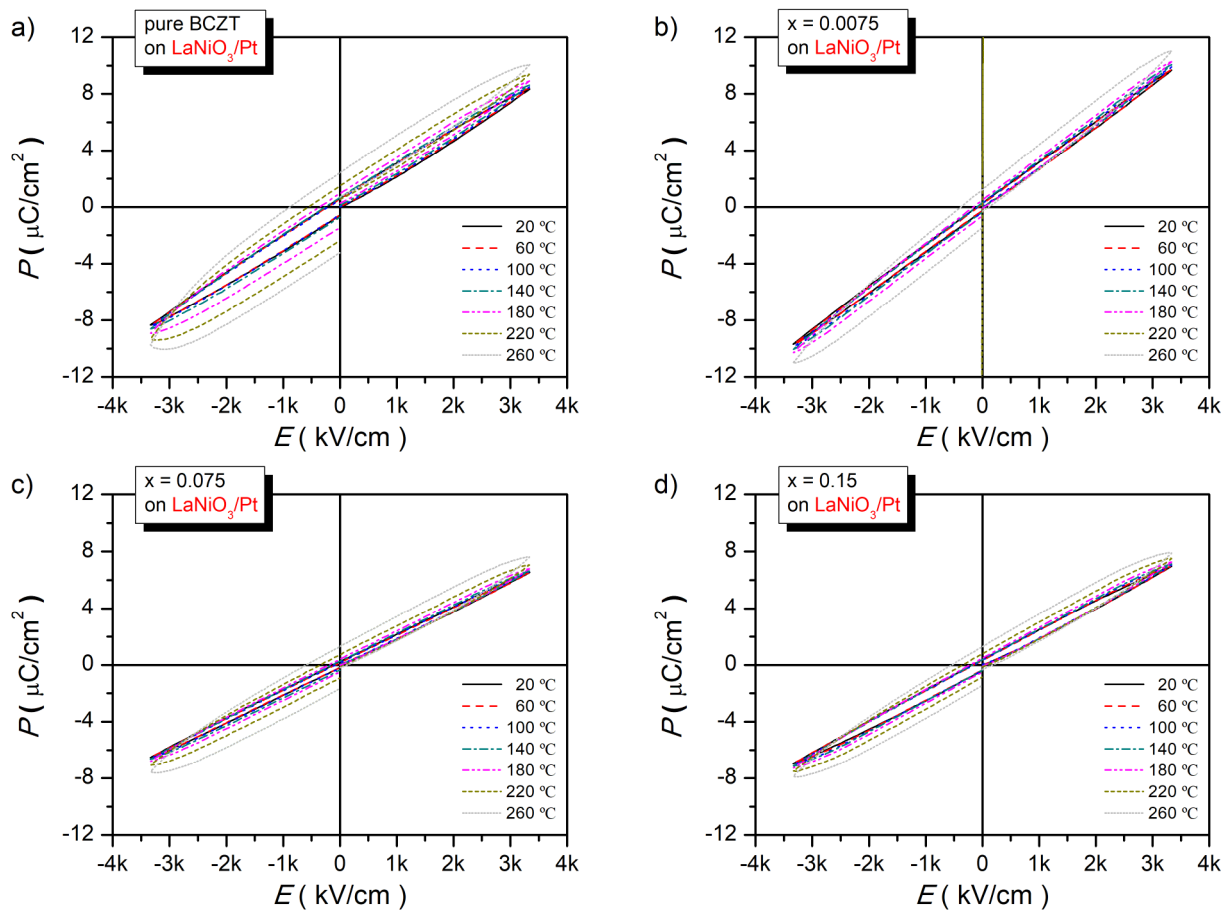 a)
pure BCZT
on LaNiO₃/Pt
12
8
4
0
-4
-8
-12
P ( μC/cm² )
20 ºC
60 ºC
100 ºC
140 ºC
180 ºC
220 ºC
260 ºC
-4k -3k -2k -1k 0 1k 2k 3k 4k
E ( kV/cm )
b)
x = 0.0075
on LaNiO₃/Pt
12
8
4
0
-4
-8
-12
P ( μC/cm² )
20 ºC
60 ºC
100 ºC
140 ºC
180 ºC
220 ºC
260 ºC
-4k -3k -2k -1k 0 1k 2k 3k 4k
E ( kV/cm )
c)
x = 0.075
on LaNiO₃/Pt
12
8
4
0
-4
-8
-12
P ( μC/cm² )
20 ºC
60 ºC
100 ºC
140 ºC
180 ºC
220 ºC
260 ºC
-4k -3k -2k -1k 0 1k 2k 3k 4k
E ( kV/cm )
d)
x = 0.15
on LaNiO₃/Pt
12
8
4
0
-4
-8
-12
P ( μC/cm² )
20 ºC
60 ºC
100 ºC
140 ºC
180 ºC
220 ºC
260 ºC
-4k -3k -2k -1k 0 1k 2k 3k 4k
E ( kV/cm )